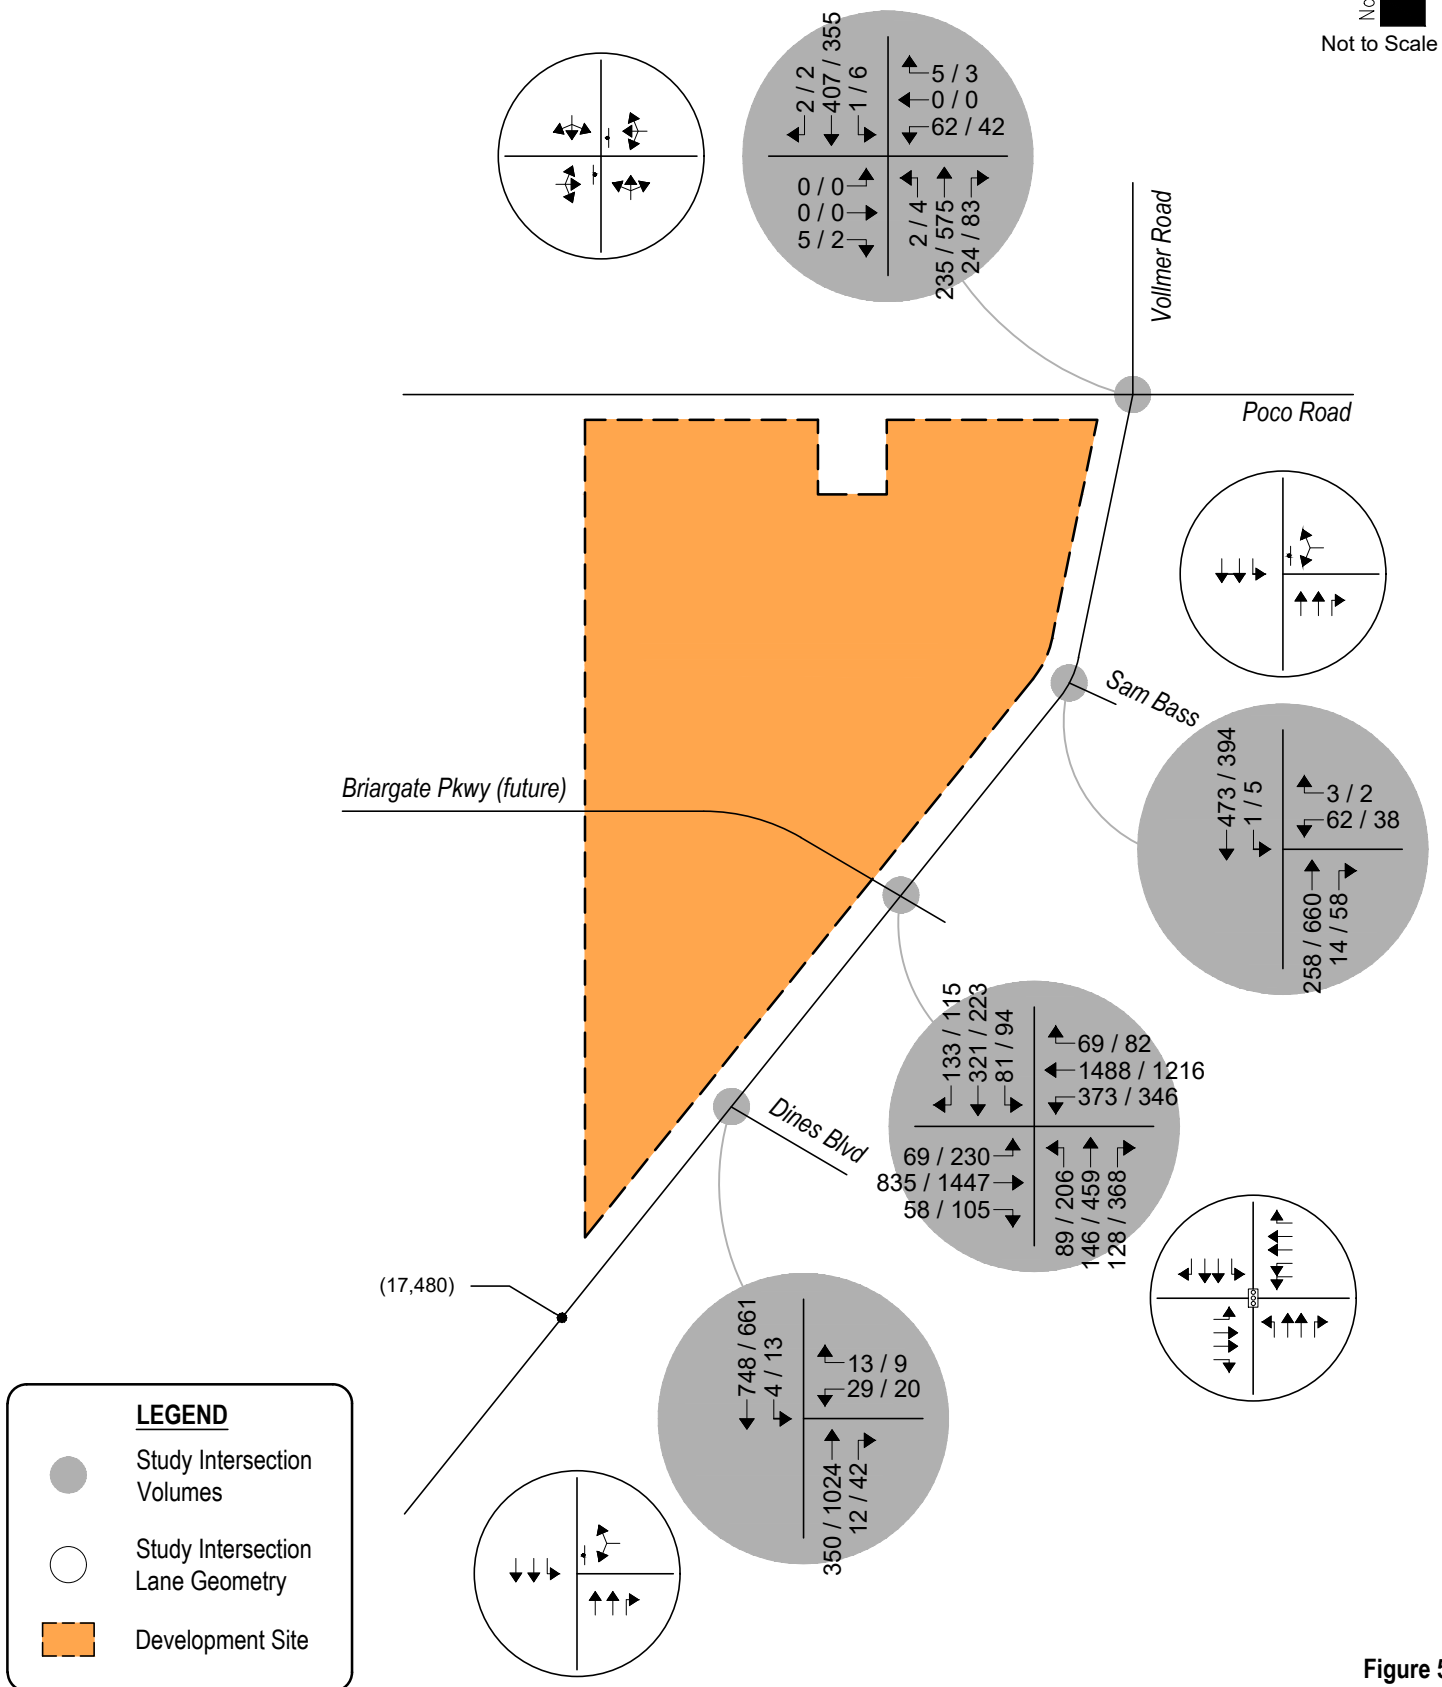 No
Not to Scale
2 / 2
407 / 355
1 / 6
5 / 3
0 / 0
62 / 42
0 / 0
0 / 0
5 / 2
2 / 4
235 / 575
24 / 83
Vollmer Road
Poco Road
Sam Bass
473 / 394
1 / 5
3 / 2
62 / 38
258 / 660
14 / 58
Briargate Pkwy (future)
133 / 115
321 / 223
81 / 94
69 / 82
1488 / 1216
373 / 346
69 / 230
835 / 1447
58 / 105
89 / 206
146 / 459
128 / 368
Dines Blvd
(17,480)
748 / 661
4 / 13
13 / 9
29 / 20
350 / 1024
12 / 42
LEGEND
Study Intersection
Volumes
Study Intersection
Lane Geometry
Development Site
Figure 5